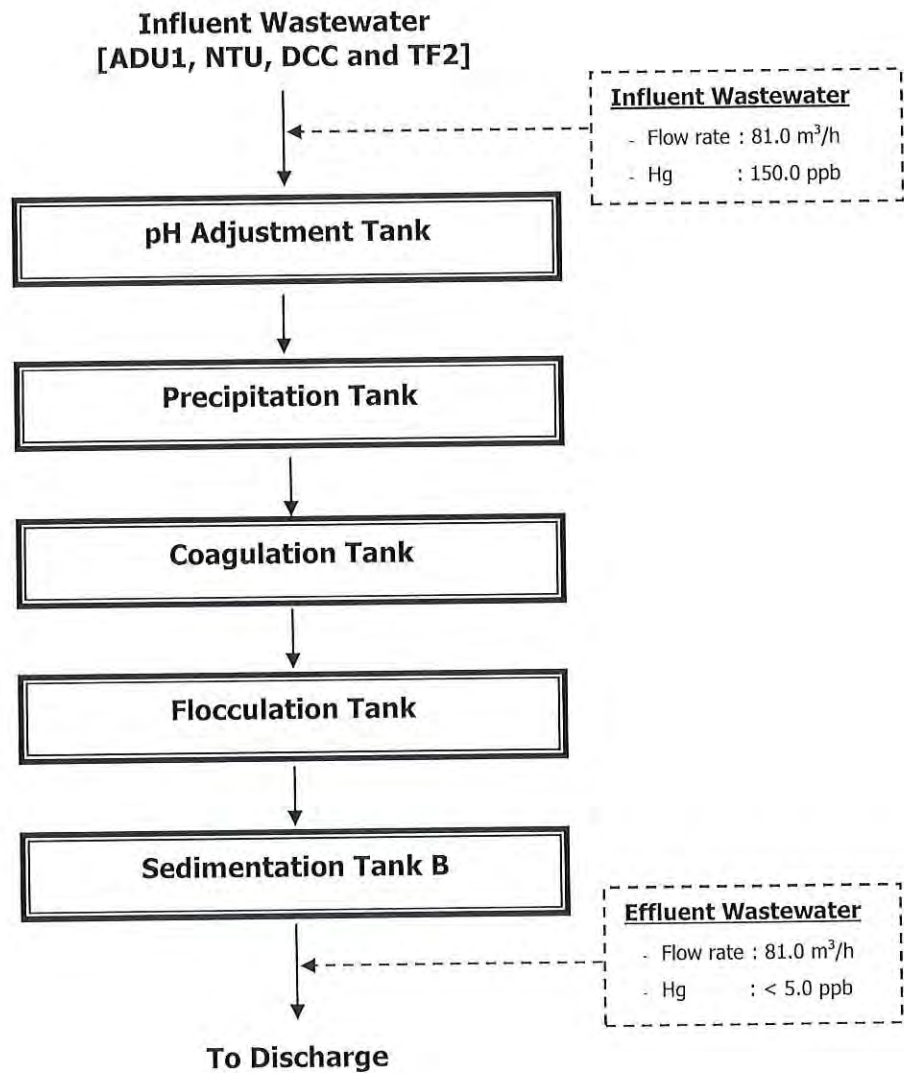 Influent Wastewater
[ADU1, NTU, DCC and TF2]
Influent Wastewater
- Flow rate : 81.0 m³/h
- Hg : 150.0 ppb
pH Adjustment Tank
Precipitation Tank
Coagulation Tank
Flocculation Tank
Sedimentation Tank B
Effluent Wastewater
- Flow rate : 81.0 m³/h
- Hg : < 5.0 ppb
To Discharge